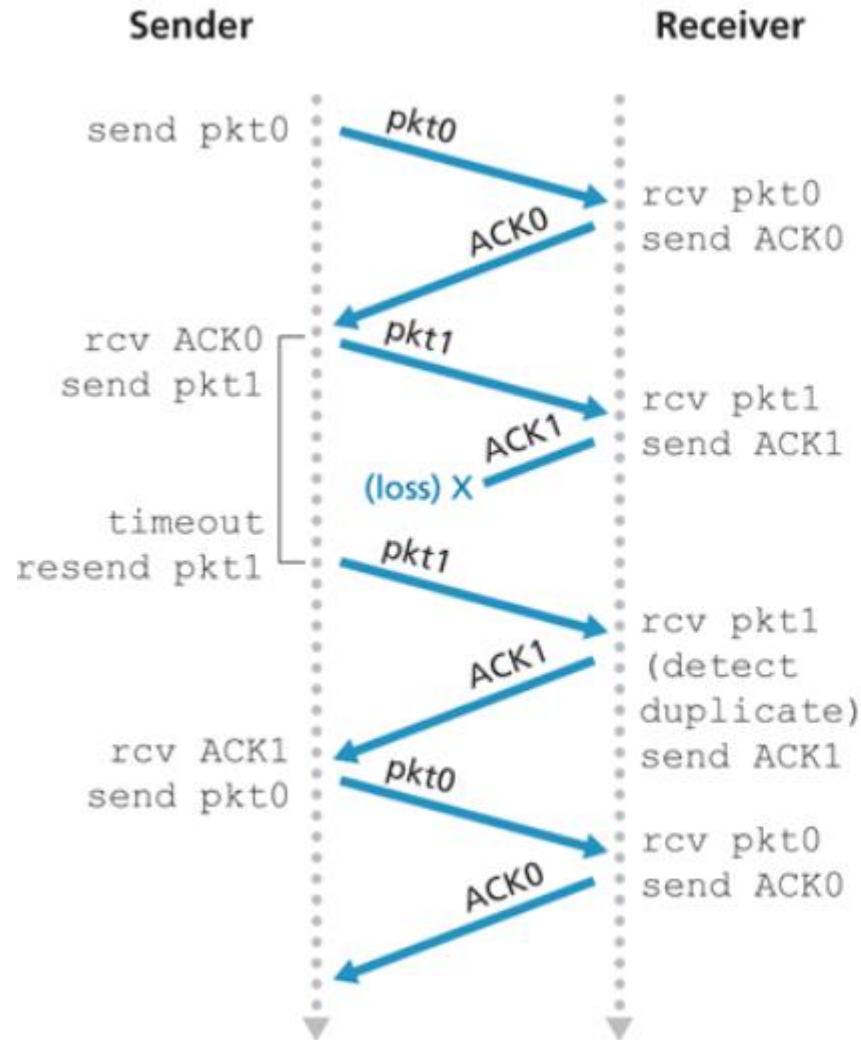 Sender
Receiver
send pkt0
pkt0
rcv pkt0
send ACK0
ACK0
rcv ACK0
send pkt1
pkt1
rcv pkt1
send ACK1
ACK1
(loss) X
timeout
resend pkt1
pkt1
rcv pkt1
(detect
duplicate)
send ACK1
ACK1
rcv ACK1
send pkt0
pkt0
rcv pkt0
send ACK0
ACK0